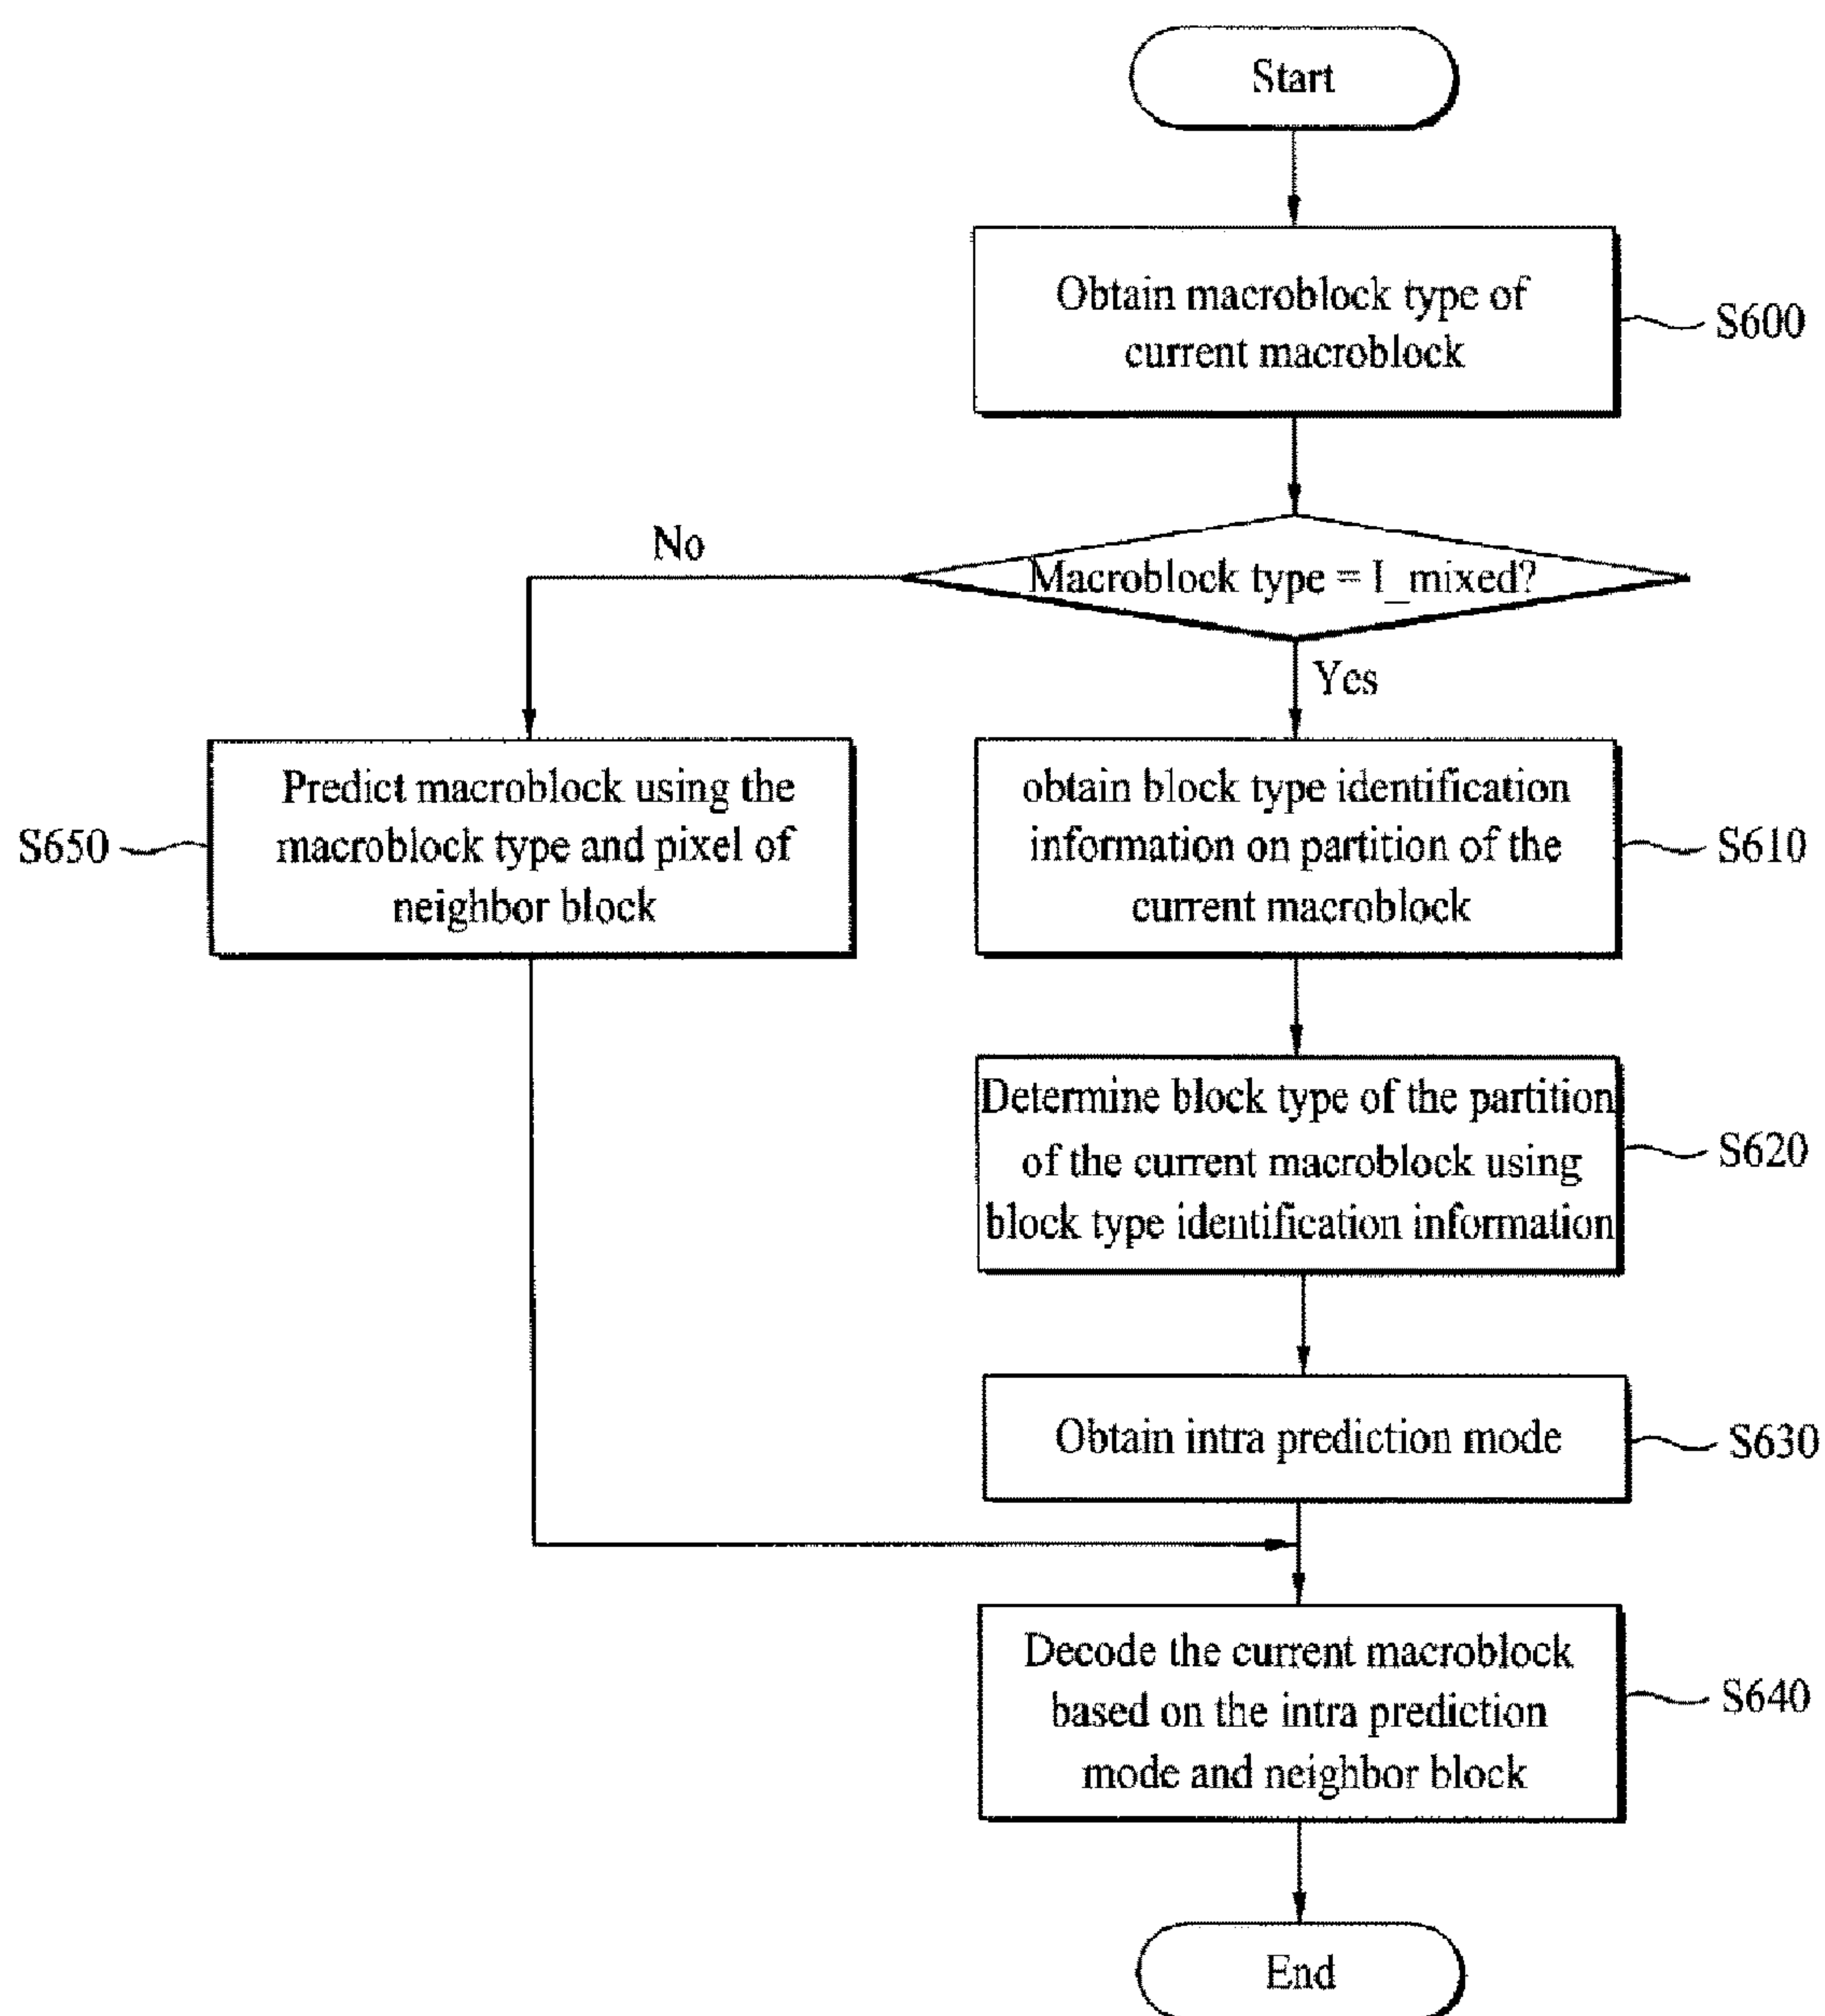 Start
Obtain macroblock type of
current macroblock
S600
Macroblock type = I_mixed?
No
Yes
Predict macroblock using the
macroblock type and pixel of
neighbor block
S650
obtain block type identification
information on partition of the
current macroblock
S610
Determine block type of the partition
of the current macroblock using
block type identification information
S620
Obtain intra prediction mode
S630
Decode the current macroblock
based on the intra prediction
mode and neighbor block
S640
End